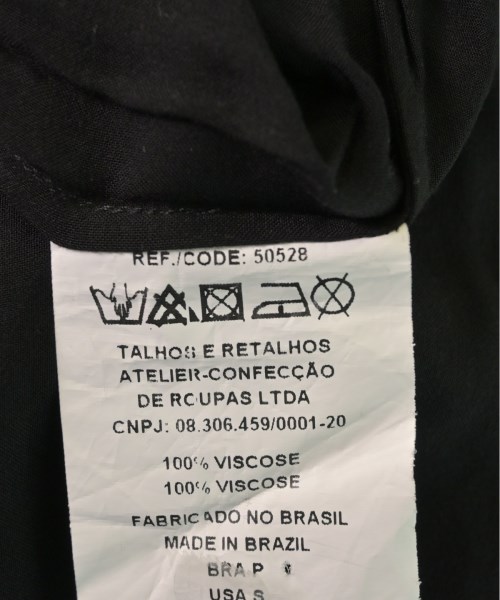 REF./CODE: 50528
TALHOS E RETALHOS
ATELIER-CONFECÇÃO
DE ROUPAS LTDA
CNPJ: 08.306.459/0001-20
100% VISCOSE
100% VISCOSE
FABRICADO NO BRASIL
MADE IN BRAZIL
BRA P
USA S